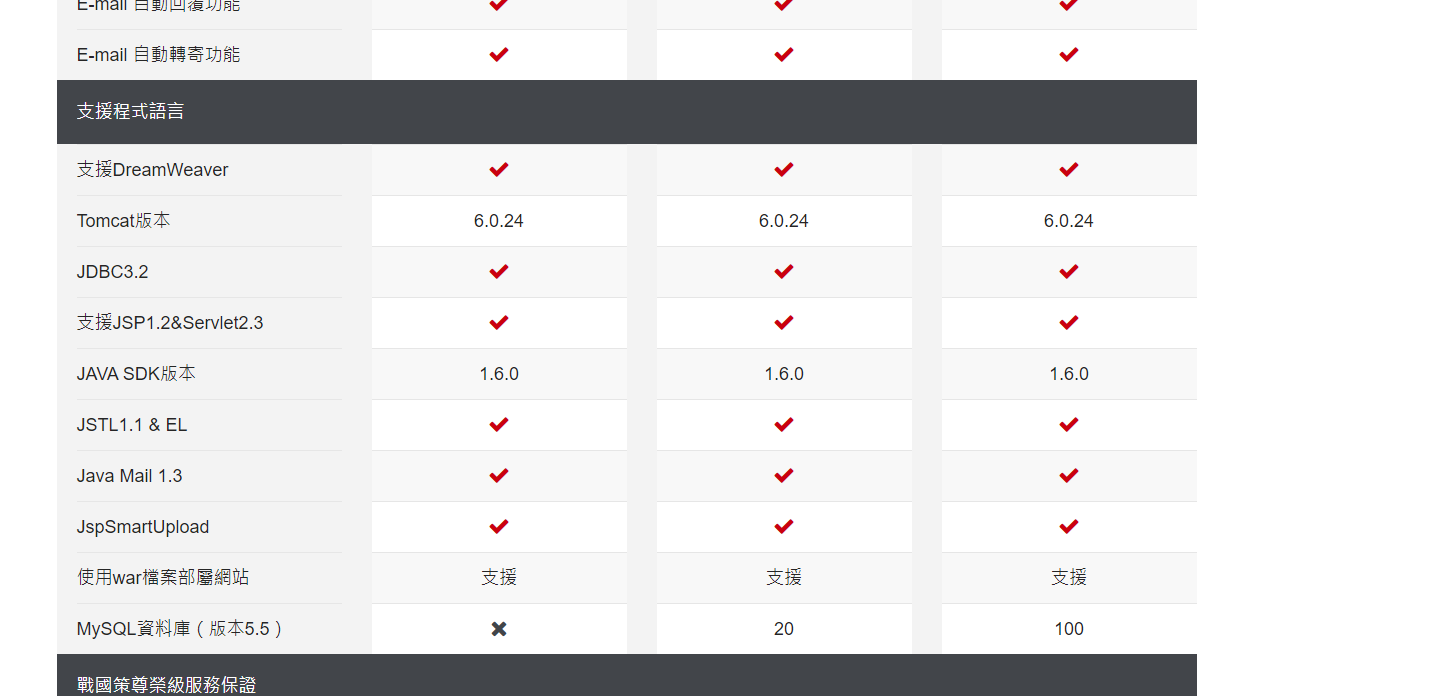 E-mail 自動回覆功能
E-mail 自動轉寄功能
支援程式語言
支援DreamWeaver
Tomcat版本 6.0.24 6.0.24 6.0.24
JDBC3.2
支援JSP1.2&Servlet2.3
JAVA SDK版本 1.6.0 1.6.0 1.6.0
JSTL1.1 & EL
Java Mail 1.3
JspSmartUpload
使用war檔案部屬網站 支援 支援 支援
MySQL資料庫（版本5.5） 20 100
戰國策尊榮級服務保證